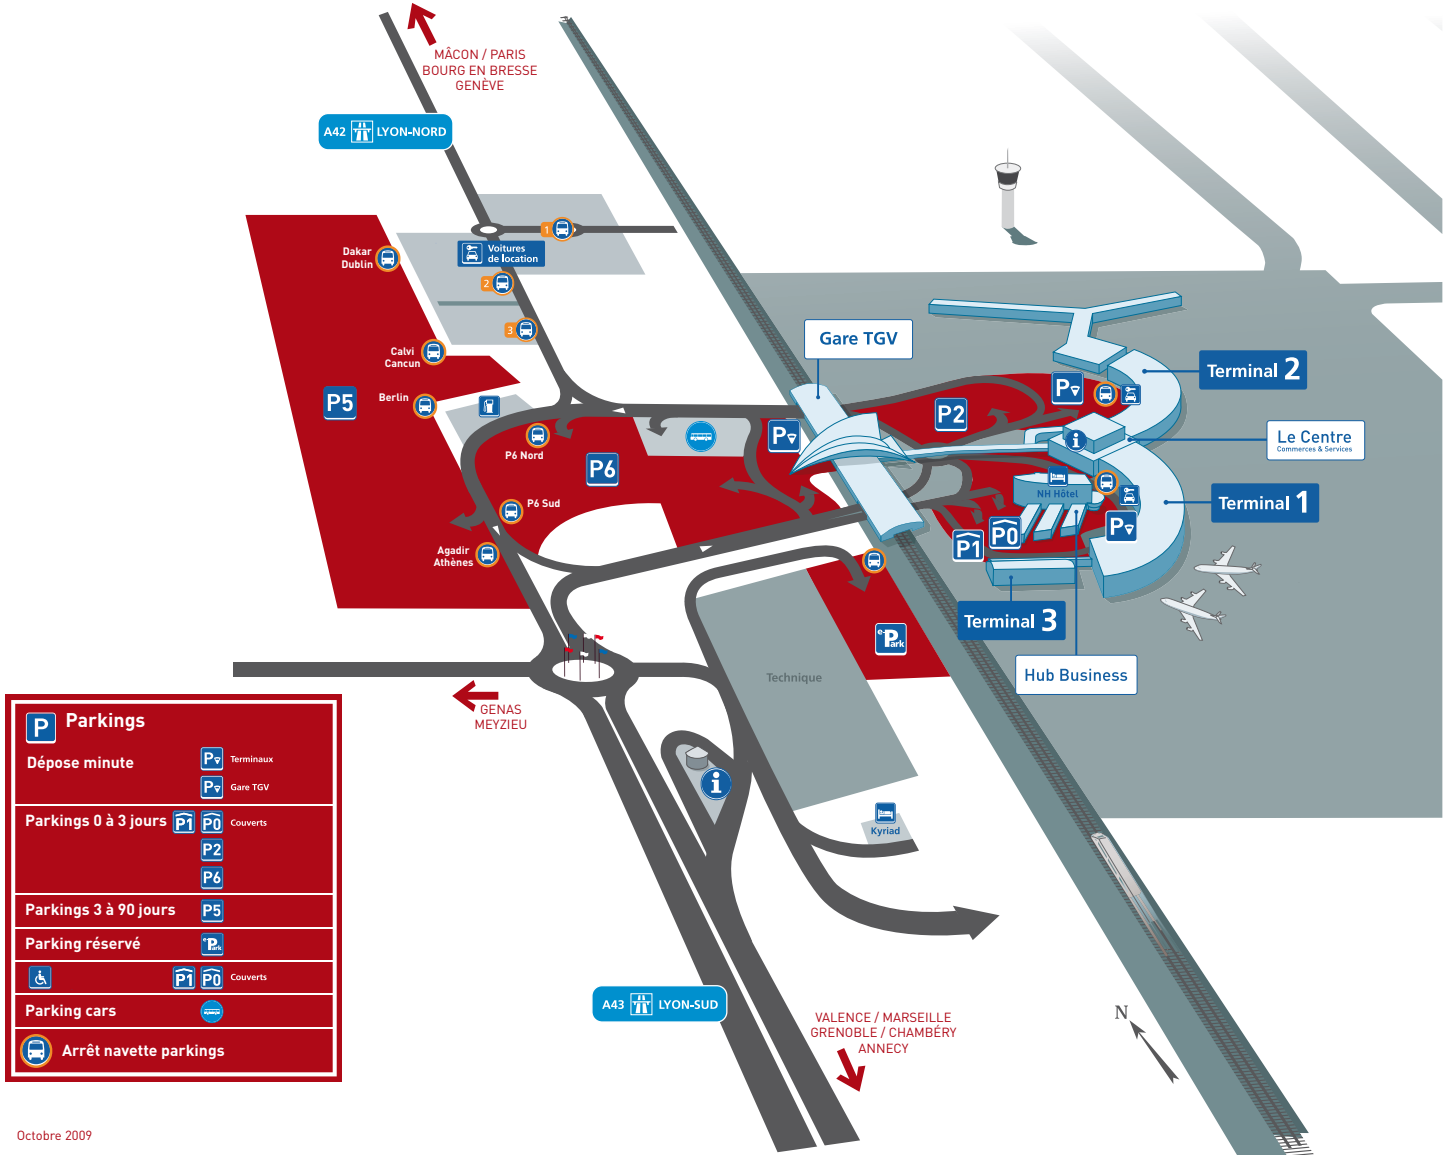 MÂCON / PARIS
BOURG EN BRESSE
GENÈVE
A42 LYON-NORD
1
Voitures
de location
2
3
Dakar
Dublin
Calvi
Cancun
Berlin
P5
P6 Nord
P6
P6 Sud
Agadir
Athènes
P
Gare TGV
P2
P
Terminal 2
i
Le Centre
Commerces & Services
NH Hôtel
Terminal 1
P
P0
P1
Terminal 3
Hub Business
e-Park
Technique
GENAS
MEYZIEU
i
Kyriad
A43 LYON-SUD
VALENCE / MARSEILLE
GRENOBLE / CHAMBÉRY
ANNECY
N
P Parkings
Dépose minute P Terminaux
P Gare TGV
Parkings 0 à 3 jours P1 P0 Couverts
P2
P6
Parkings 3 à 90 jours P5
Parking réservé e-Park
P1 P0 Couverts
Parking cars
Arrêt navette parkings
Octobre 2009